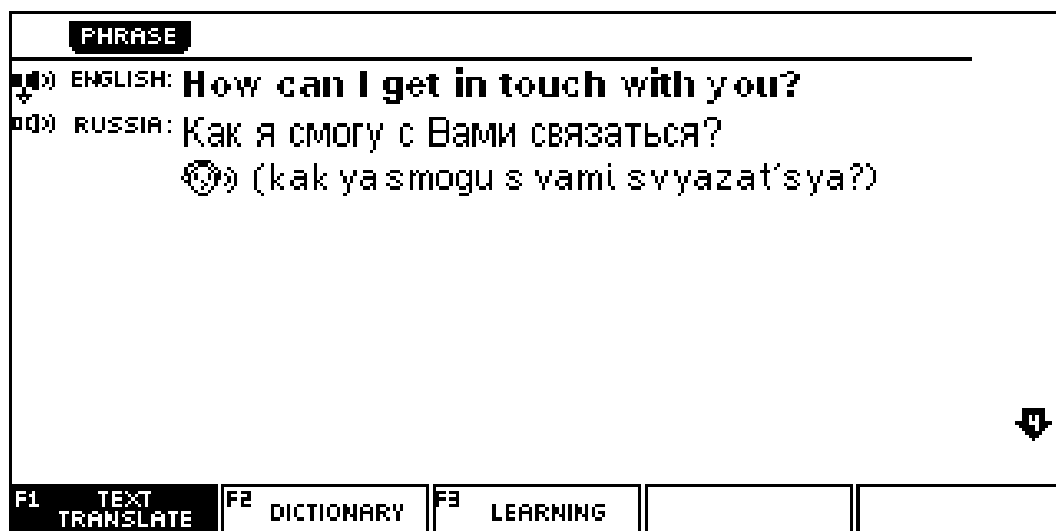 PHRASE
ENGLISH: How can I get in touch with you?
RUSSIA: Как я смогу с Вами связаться?
(kak ya smogu s vami svyazat'sya?)
F1 TEXT TRANSLATE F2 DICTIONARY F3 LEARNING